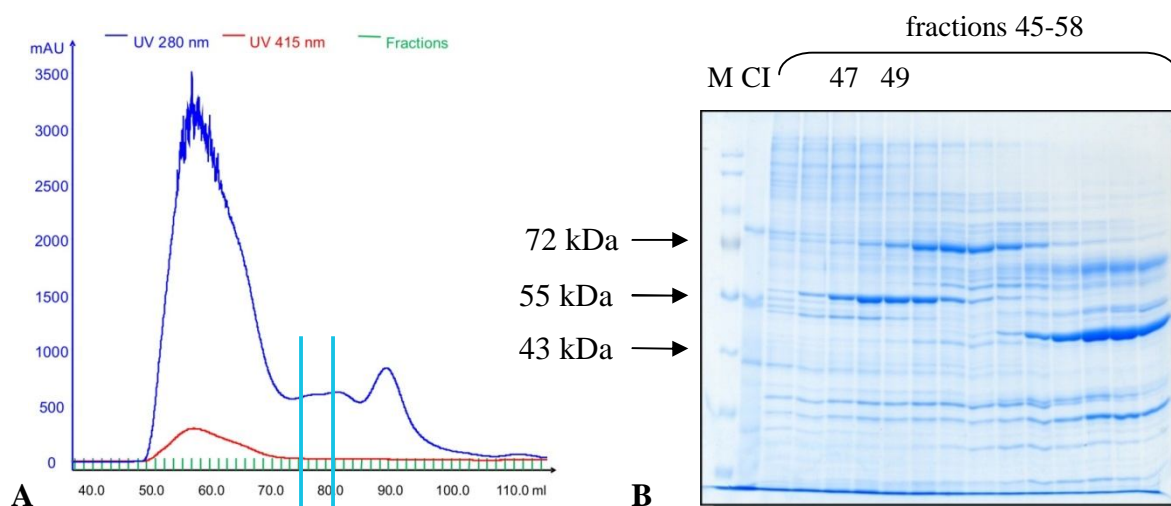 mAU
UV 280 nm
UV 415 nm
Fractions
3500
3000
2500
2000
1500
1000
500
0
40.0 50.0 60.0 70.0 80.0 90.0 100.0 110.0 ml
A
fractions 45-58
M CI 47 49
72 kDa
55 kDa
43 kDa
B